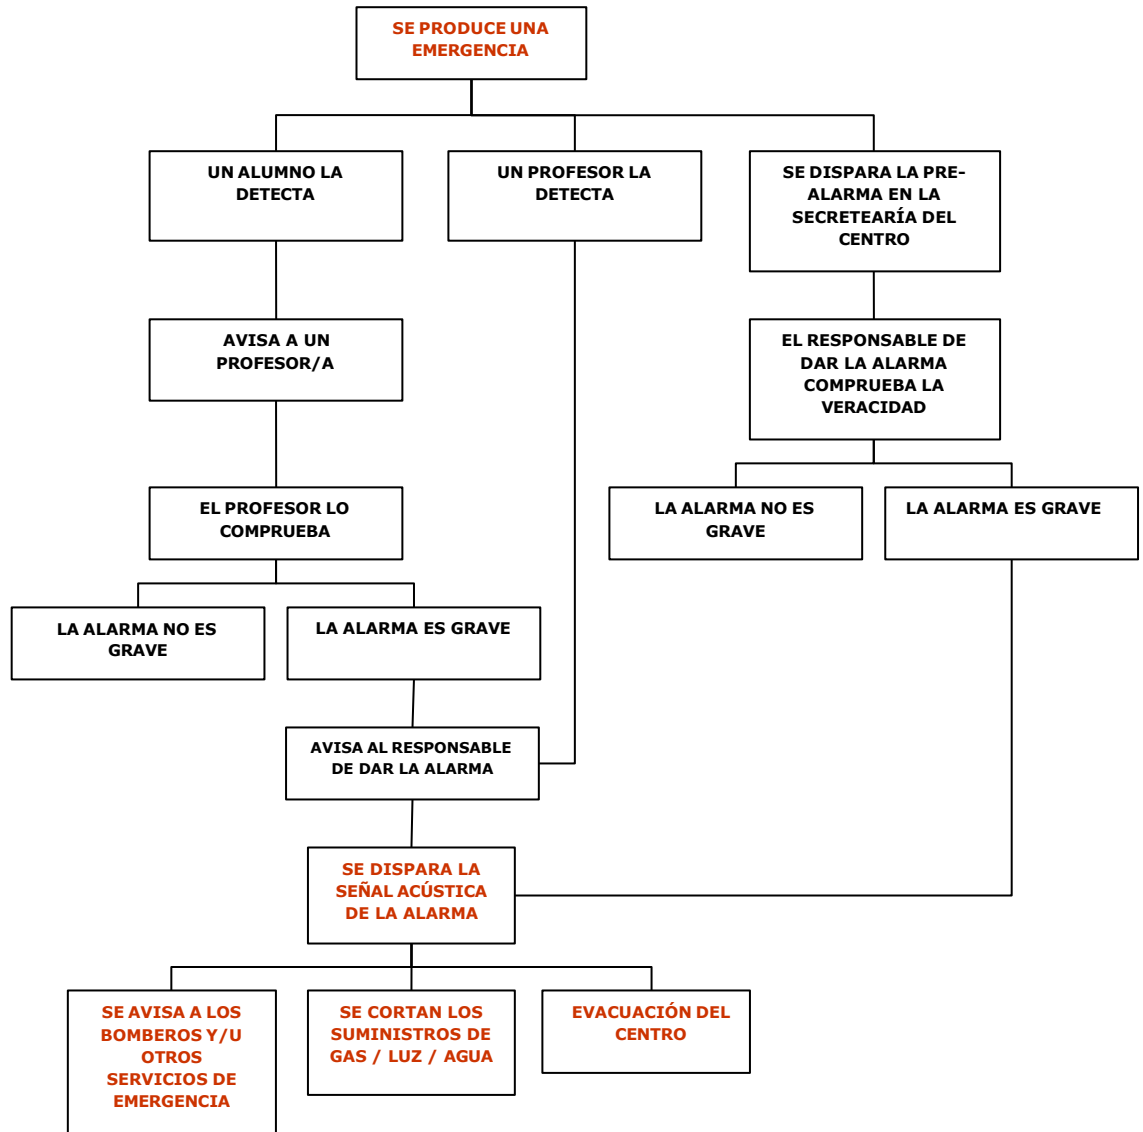 SE PRODUCE UNA
EMERGENCIA
UN ALUMNO LA
DETECTA
UN PROFESOR LA
DETECTA
SE DISPARA LA PRE-
ALARMA EN LA
SECRETEARÍA DEL
CENTRO
AVISA A UN
PROFESOR/A
EL RESPONSABLE DE
DAR LA ALARMA
COMPRUEBA LA
VERACIDAD
EL PROFESOR LO
COMPRUEBA
LA ALARMA NO ES
GRAVE
LA ALARMA ES GRAVE
LA ALARMA NO ES
GRAVE
LA ALARMA ES GRAVE
AVISA AL RESPONSABLE
DE DAR LA ALARMA
SE DISPARA LA
SEÑAL ACÚSTICA
DE LA ALARMA
SE AVISA A LOS
BOMBEROS Y/U
OTROS
SERVICIOS DE
EMERGENCIA
SE CORTAN LOS
SUMINISTROS DE
GAS / LUZ / AGUA
EVACUACIÓN DEL
CENTRO